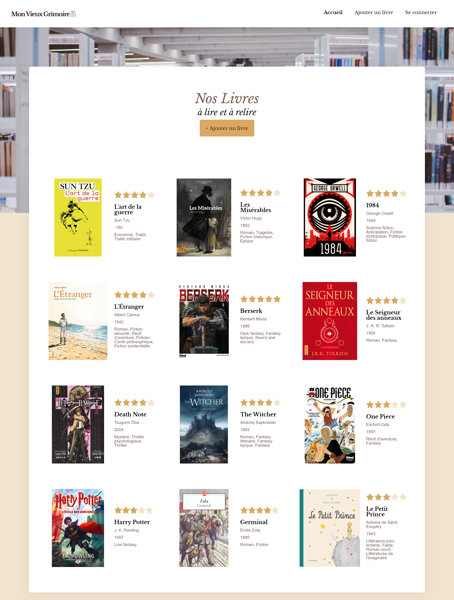 Mon Vieux Grimoire
Accueil
Ajouter un livre
Se connecter
Nos Livres
à lire et à relire
+ Ajouter un livre
SUN TZU
L'art de la
guerre
L'art de la
guerre
Sun Tzu
-180
Économie, Traité,
Traité militaire
Les Misérables
Les
Misérables
Victor Hugo
1862
Roman, Tragédie,
Fiction historique,
Épique
GEORGE ORWELL
1984
1984
George Orwell
1949
Science-fiction,
Anticipation, Fiction
dystopique, Politique-
fiction
L'Étranger
L'Étranger
Albert Camus
1942
Roman, Fiction
absurde, Récit
d'aventure, Policier,
Conte philosophique,
Fiction existentielle
BERSERK
Berserk
Kentarō Miura
1989
Dark fantasy, Fantasy
épique, Sword and
sorcery
LE
SEIGNEUR
DES
ANNEAUX
J.R.R. TOLKIEN
Le Seigneur
des anneaux
J. R. R. Tolkien
1954
Roman, Fantasy
DEATH NOTE
Death Note
Tsugumi Ōba
2004
Mystère, Thriller
psychologique,
Thriller
ANDRZEJ
SAPKOWSKI
WITCHER
The Witcher
Andrzej Sapkowski
1993
Roman, Fantasy
littéraire, Fantasy
épique, Fantasy
ONE PIECE
One Piece
Eiichirō Oda
1997
Récit d'aventure,
Fantasy
Harry Potter
J.K. ROWLING
Harry Potter
J. K. Rowling
1997
Low fantasy
Zola
Germinal
Germinal
Émile Zola
1885
Roman, Fiction
Le Petit Prince
Le Petit
Prince
Antoine de Saint-
Exupéry
1943
Littérature pour
enfants, Fable,
Roman court,
Littératures de
l'imaginaire